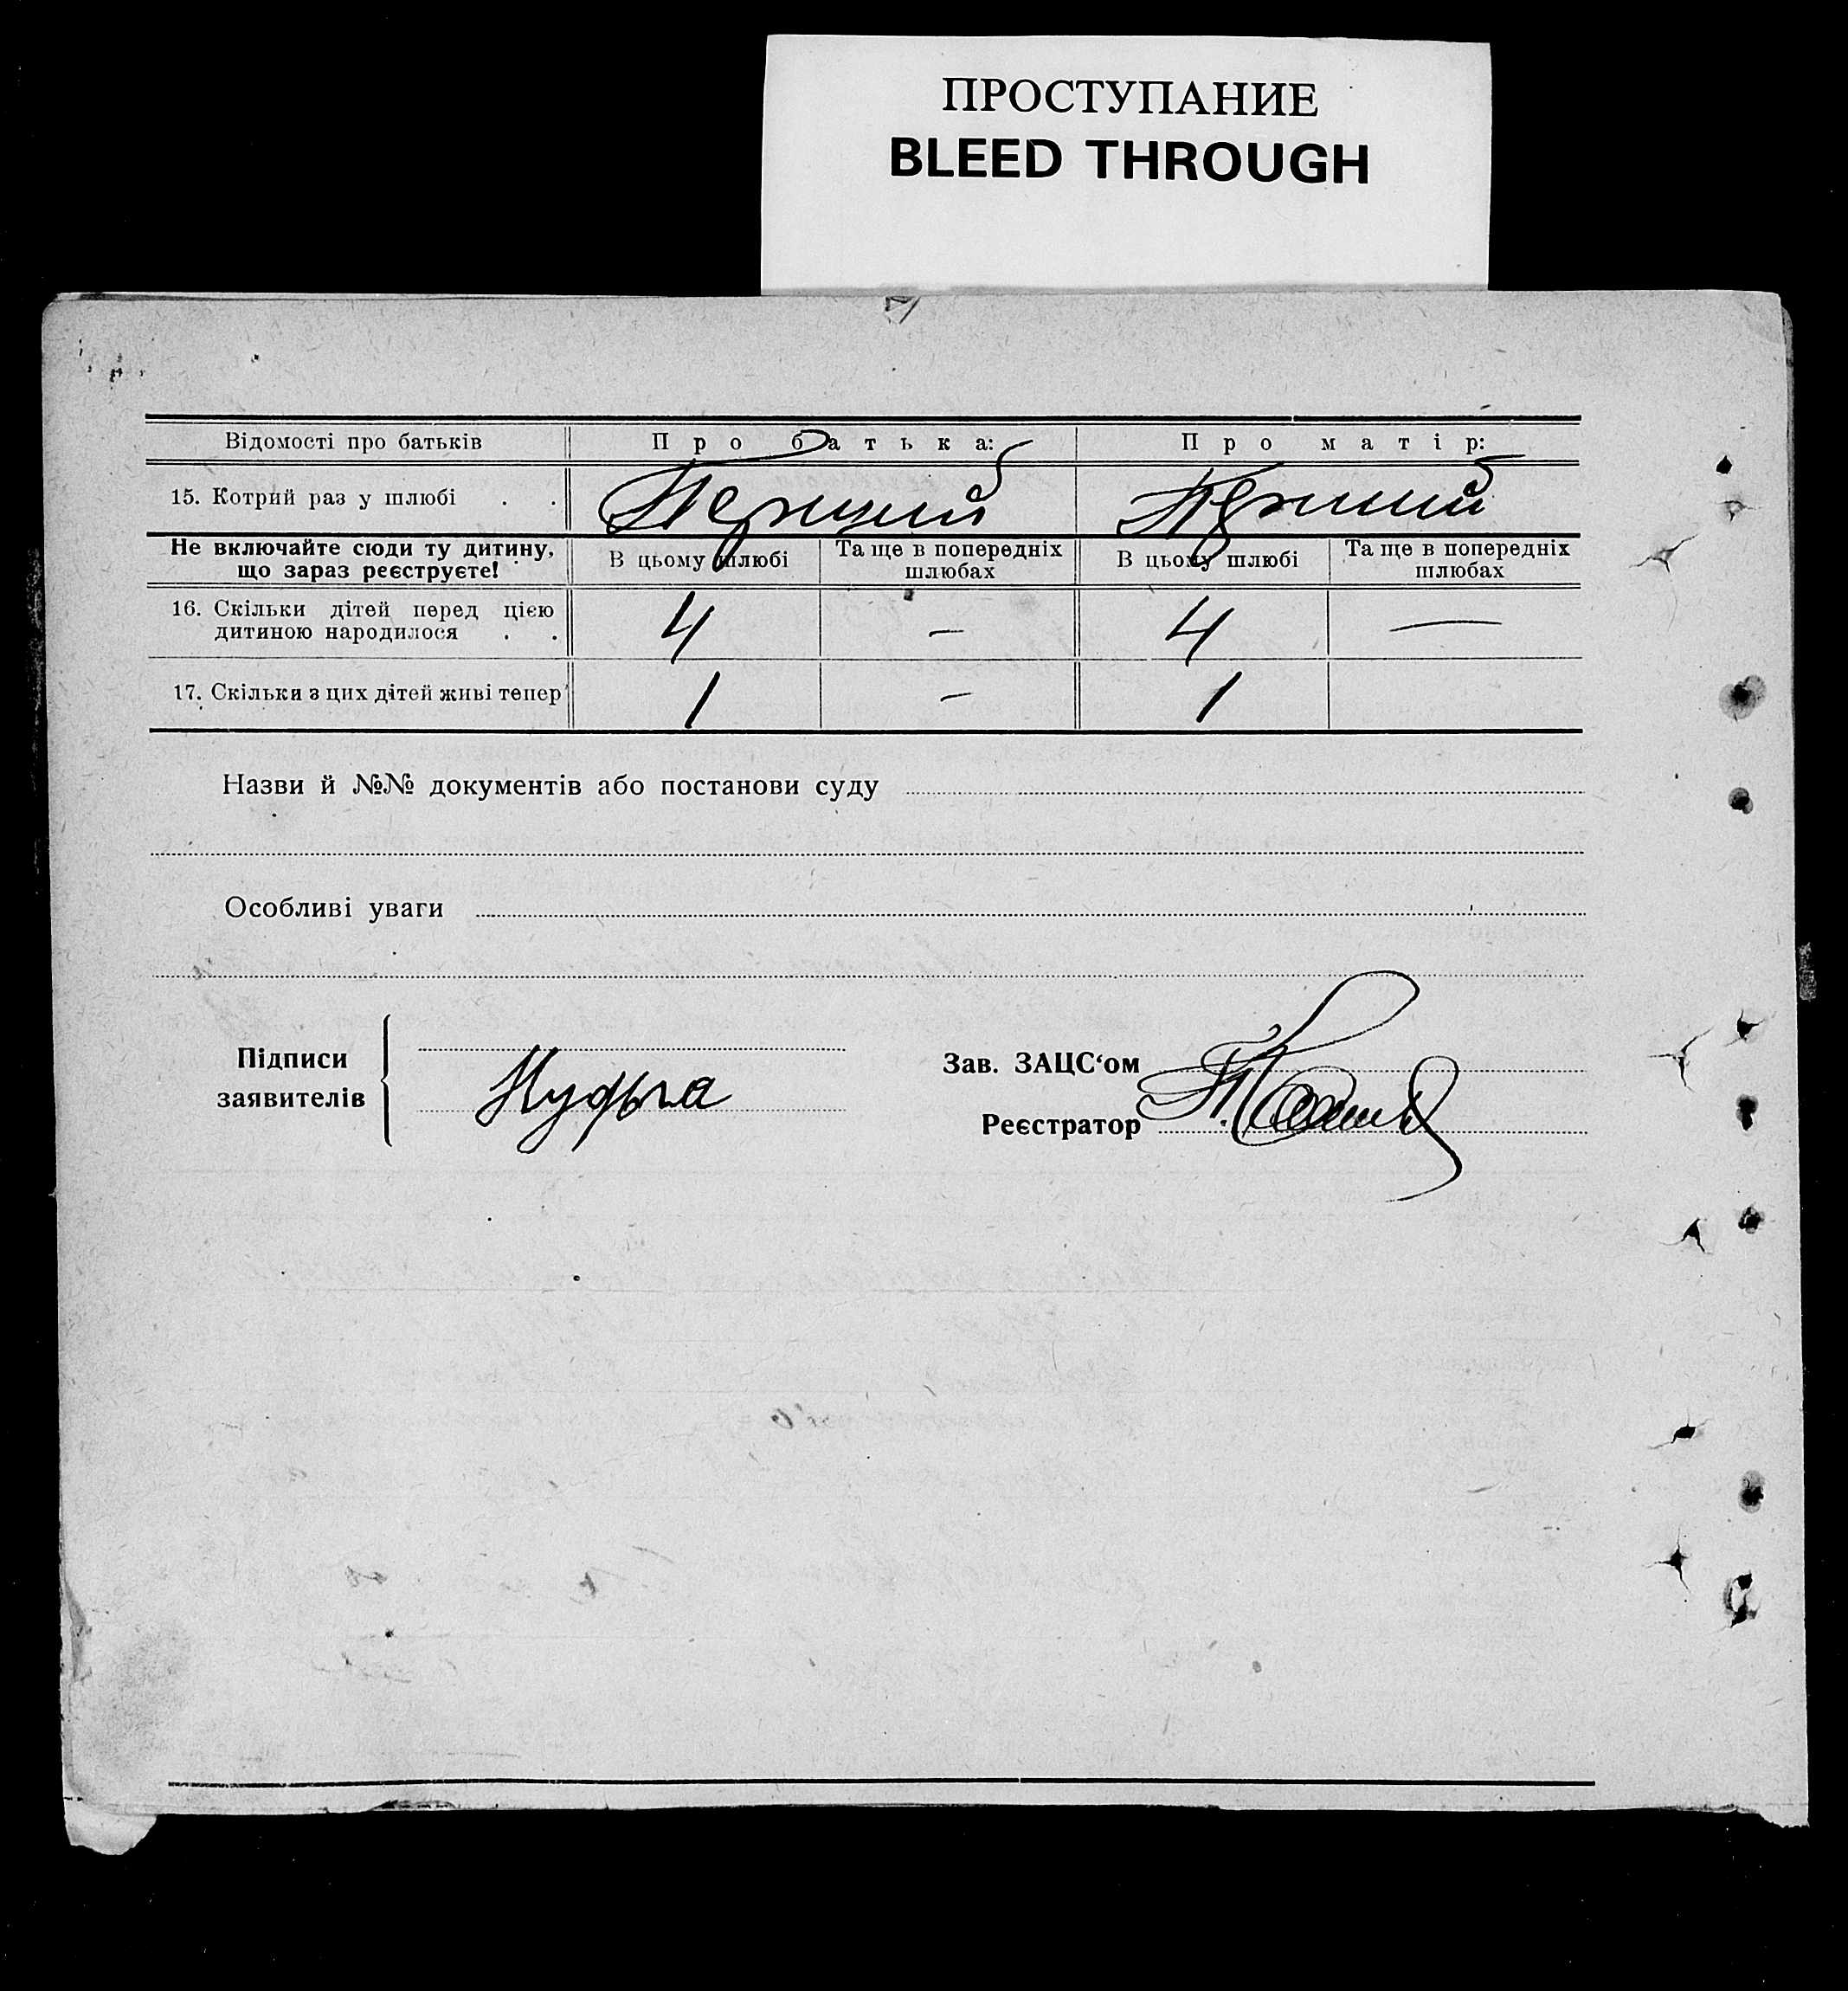 ПРОСТУПАНИЕ
BLEED THROUGH
Відомості про батьків Про батька: Про матір:
15. Котрий раз у шлюбі . . Перший Перший
Не включайте сюди ту дитину, що зараз реєструєте! В цьому шлюбі Та ще в попередніх шлюбах В цьому шлюбі Та ще в попередніх шлюбах
16. Скільки дітей перед цією
дитиною народилося . . 4 — 4 —
17. Скільки з цих дітей живі тепер 1 — 1
Назви й №№ документів або постанови суду
Особливі уваги
Підписи
заявителів
Зав. ЗАЦС‘ом
Реєстратор